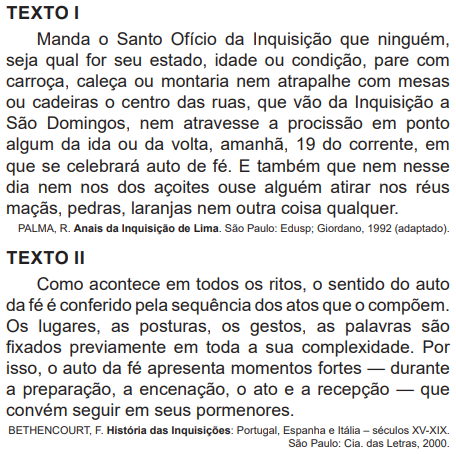 TEXTO I
Manda o Santo Ofício da Inquisição que ninguém,
seja qual for seu estado, idade ou condição, pare com
carroça, caleça ou montaria nem atrapalhe com mesas
ou cadeiras o centro das ruas, que vão da Inquisição a
São Domingos, nem atravesse a procissão em ponto
algum da ida ou da volta, amanhã, 19 do corrente, em
que se celebrará auto de fé. E também que nem nesse
dia nem nos dos açoites ouse alguém atirar nos réus
maçãs, pedras, laranjas nem outra coisa qualquer.
PALMA, R. Anais da Inquisição de Lima. São Paulo: Edusp; Giordano, 1992 (adaptado).
TEXTO II
Como acontece em todos os ritos, o sentido do auto
da fé é conferido pela sequência dos atos que o compõem.
Os lugares, as posturas, os gestos, as palavras são
fixados previamente em toda a sua complexidade. Por
isso, o auto da fé apresenta momentos fortes — durante
a preparação, a encenação, o ato e a recepção — que
convém seguir em seus pormenores.
BETHENCOURT, F. História das Inquisições: Portugal, Espanha e Itália – séculos XV-XIX.
São Paulo: Cia. das Letras, 2000.